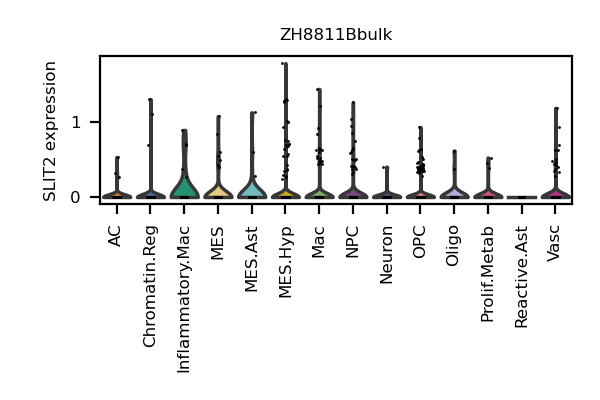 ZH8811Bbulk
SLIT2 expression
1
0
AC
Chromatin.Reg
Inflammatory.Mac
MES
MES.Ast
MES.Hyp
Mac
NPC
Neuron
OPC
Oligo
Prolif.Metab
Reactive.Ast
Vasc